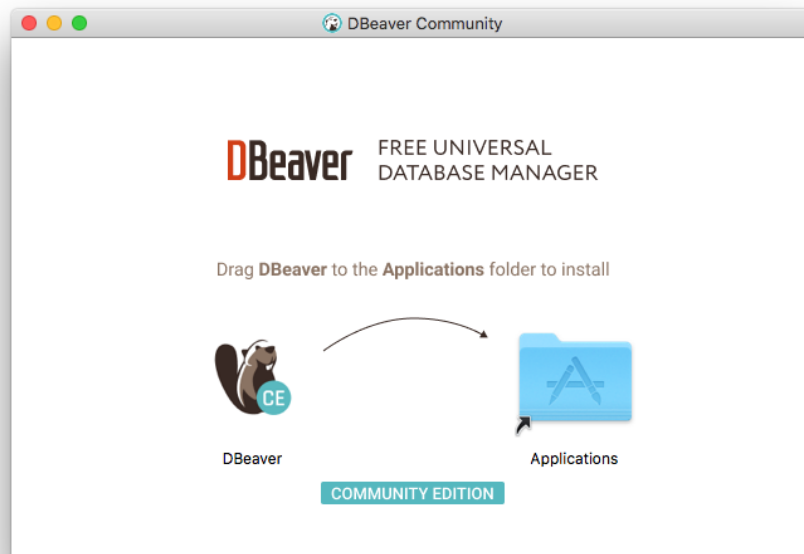 DBeaver Community
DBeaver
FREE UNIVERSAL
DATABASE MANAGER
Drag DBeaver to the Applications folder to install
CE
DBeaver
Applications
COMMUNITY EDITION